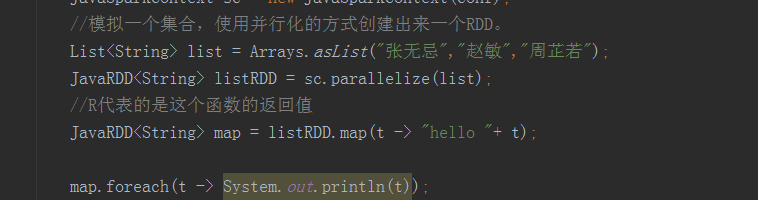 JavaSparkContext sc = new JavaSparkContext(conf);
//模拟一个集合，使用并行化的方式创建出来一个RDD。
List<String> list = Arrays.asList("张无忌","赵敏","周芷若");
JavaRDD<String> listRDD = sc.parallelize(list);
//R代表的是这个函数的返回值
JavaRDD<String> map = listRDD.map(t -> "hello "+ t);
map.foreach(t -> System.out.println(t));